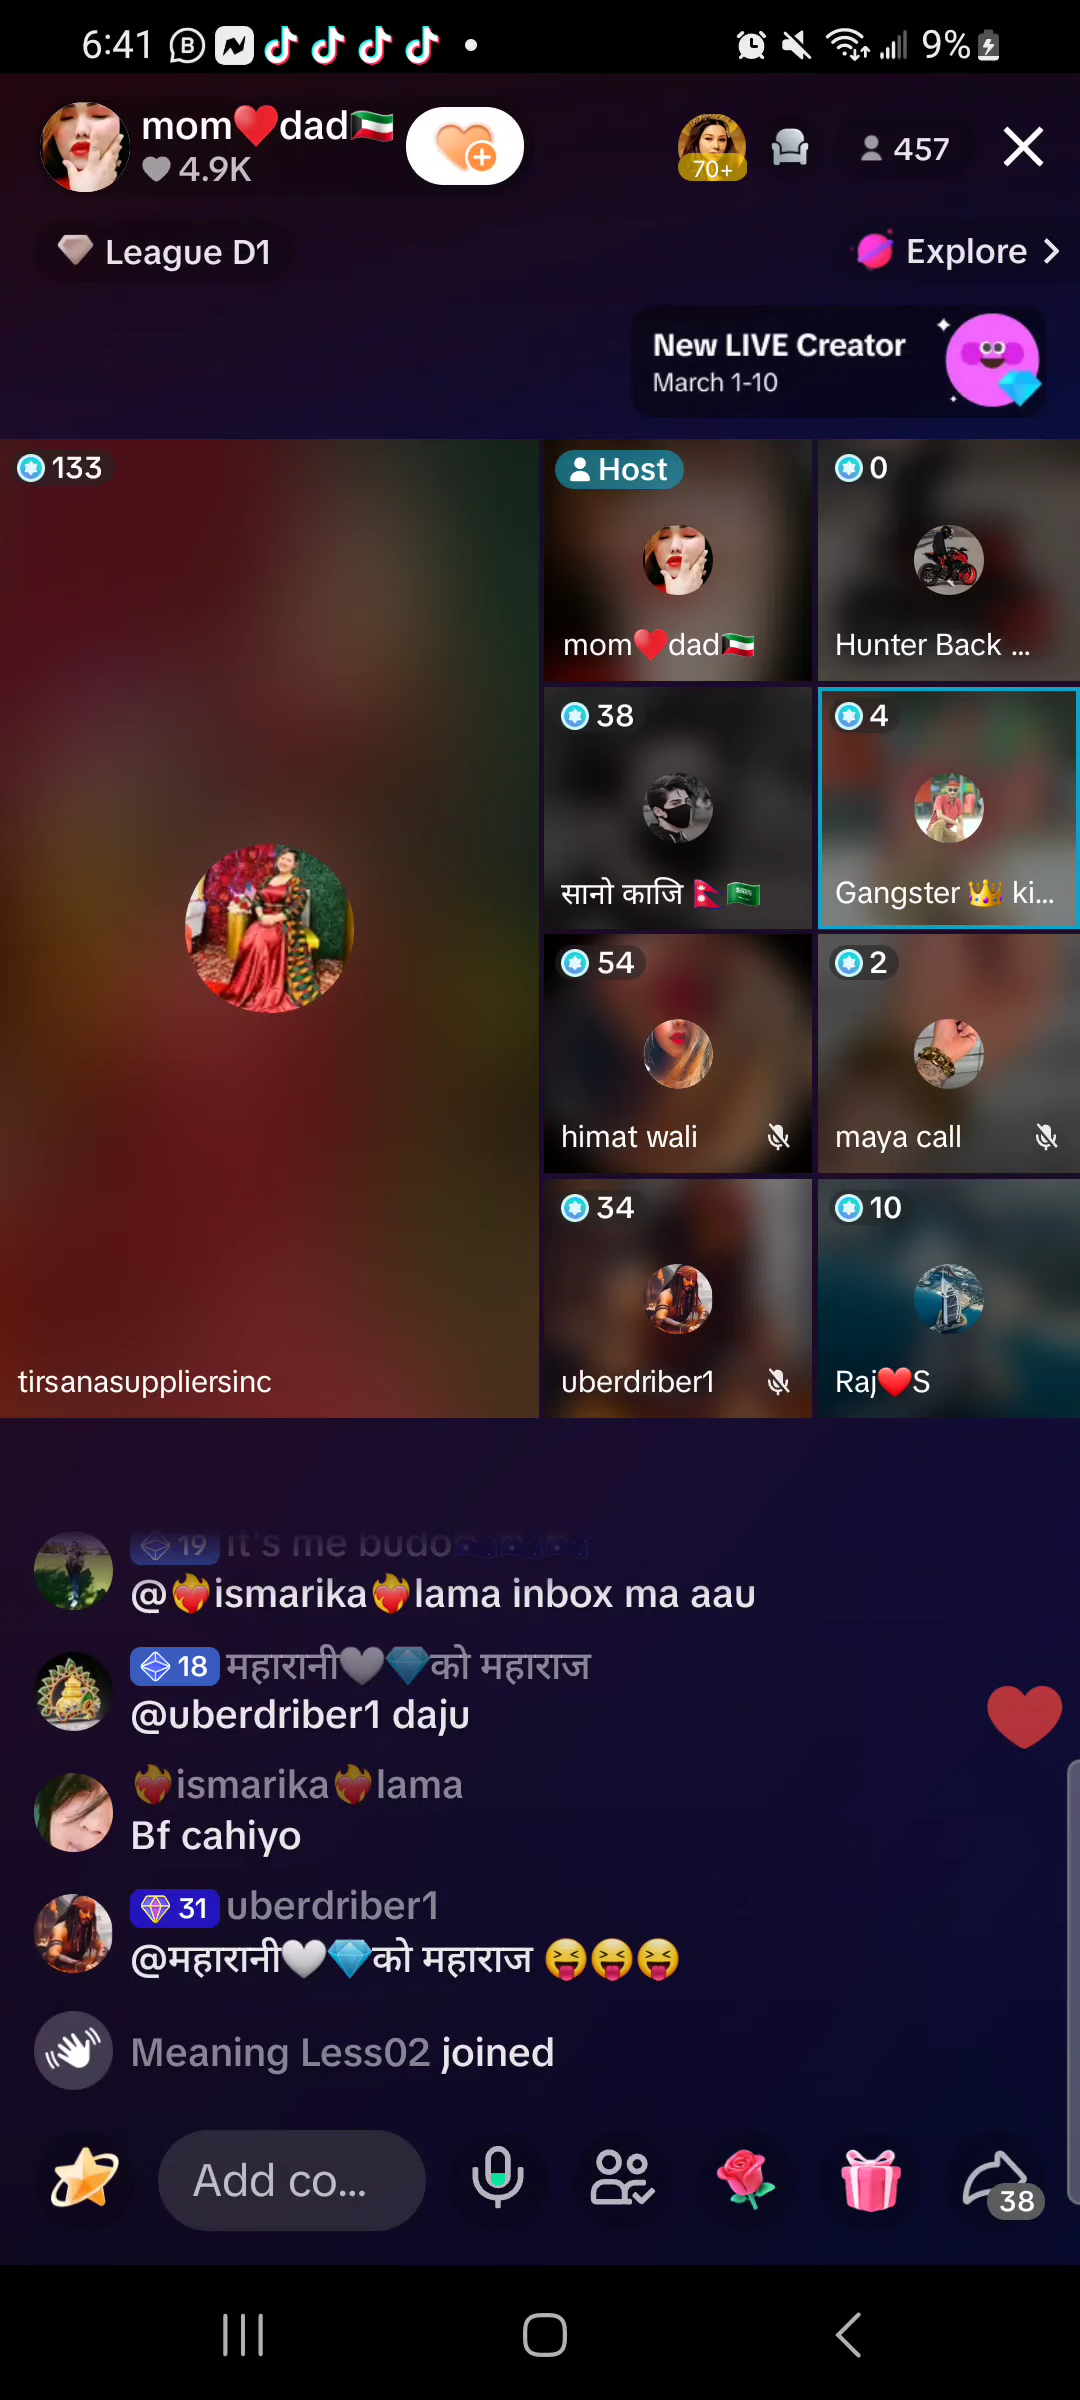 6:41
9%
mom❤️dad🇰🇼
4.9K
70+
457
League D1
Explore
New LIVE Creator
March 1-10
133
Host
mom❤️dad🇰🇼
0
Hunter Back ...
38
सानो काजि 🇳🇵🇸🇦
4
Gangster 👑 ki...
54
himat wali
2
maya call
34
uberdriber1
10
Raj❤️S
tirsanasuppliersinc
19 it's me budo
@❤️‍🔥ismarika❤️‍🔥lama inbox ma aau
18 महारानी🤍💎को महाराज
@uberdriber1 daju
❤️‍🔥ismarika❤️‍🔥lama
Bf cahiyo
31 uberdriber1
@महारानी🤍💎को महाराज 😝😝😝
Meaning Less02 joined
Add co...
38